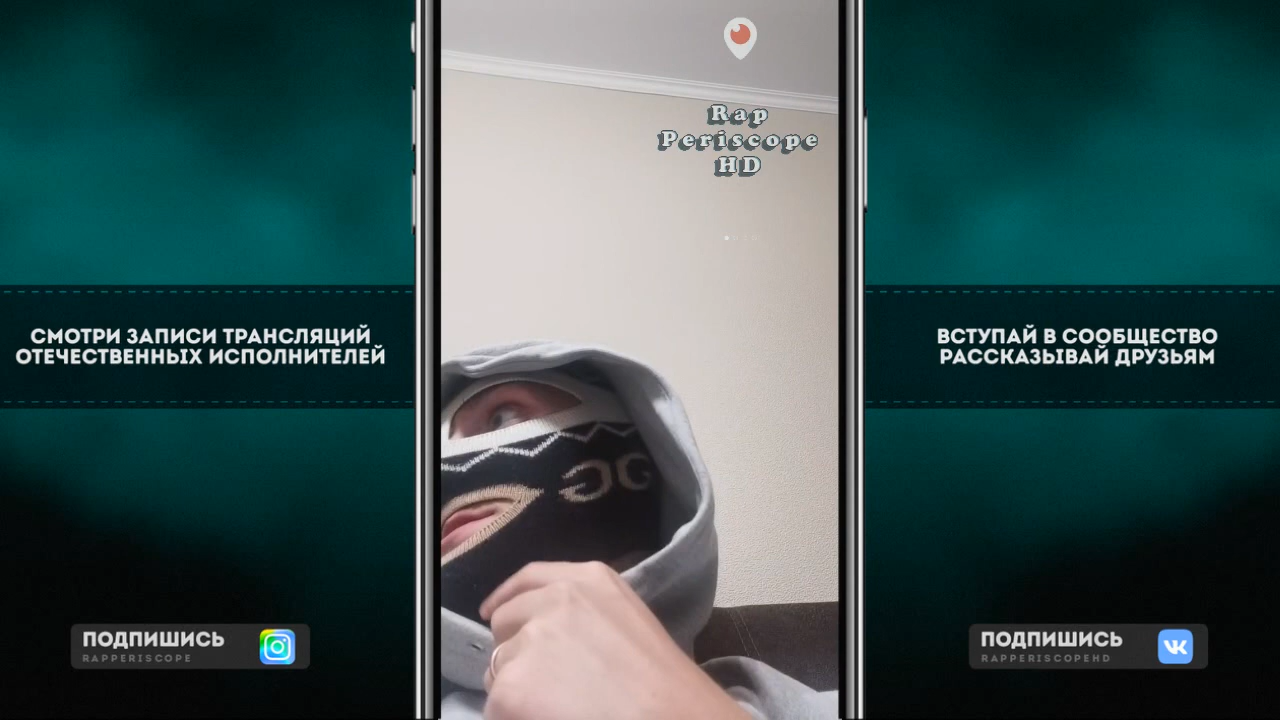 Rap
Periscope
HD
СМОТРИ ЗАПИСИ ТРАНСЛЯЦИЙ
ОТЕЧЕСТВЕННЫХ ИСПОЛНИТЕЛЕЙ
ВСТУПАЙ В СООБЩЕСТВО
РАССКАЗЫВАЙ ДРУЗЬЯМ
ПОДПИШИСЬ
RAPPERISCOPE
ПОДПИШИСЬ
RAPPERISCOPEHD